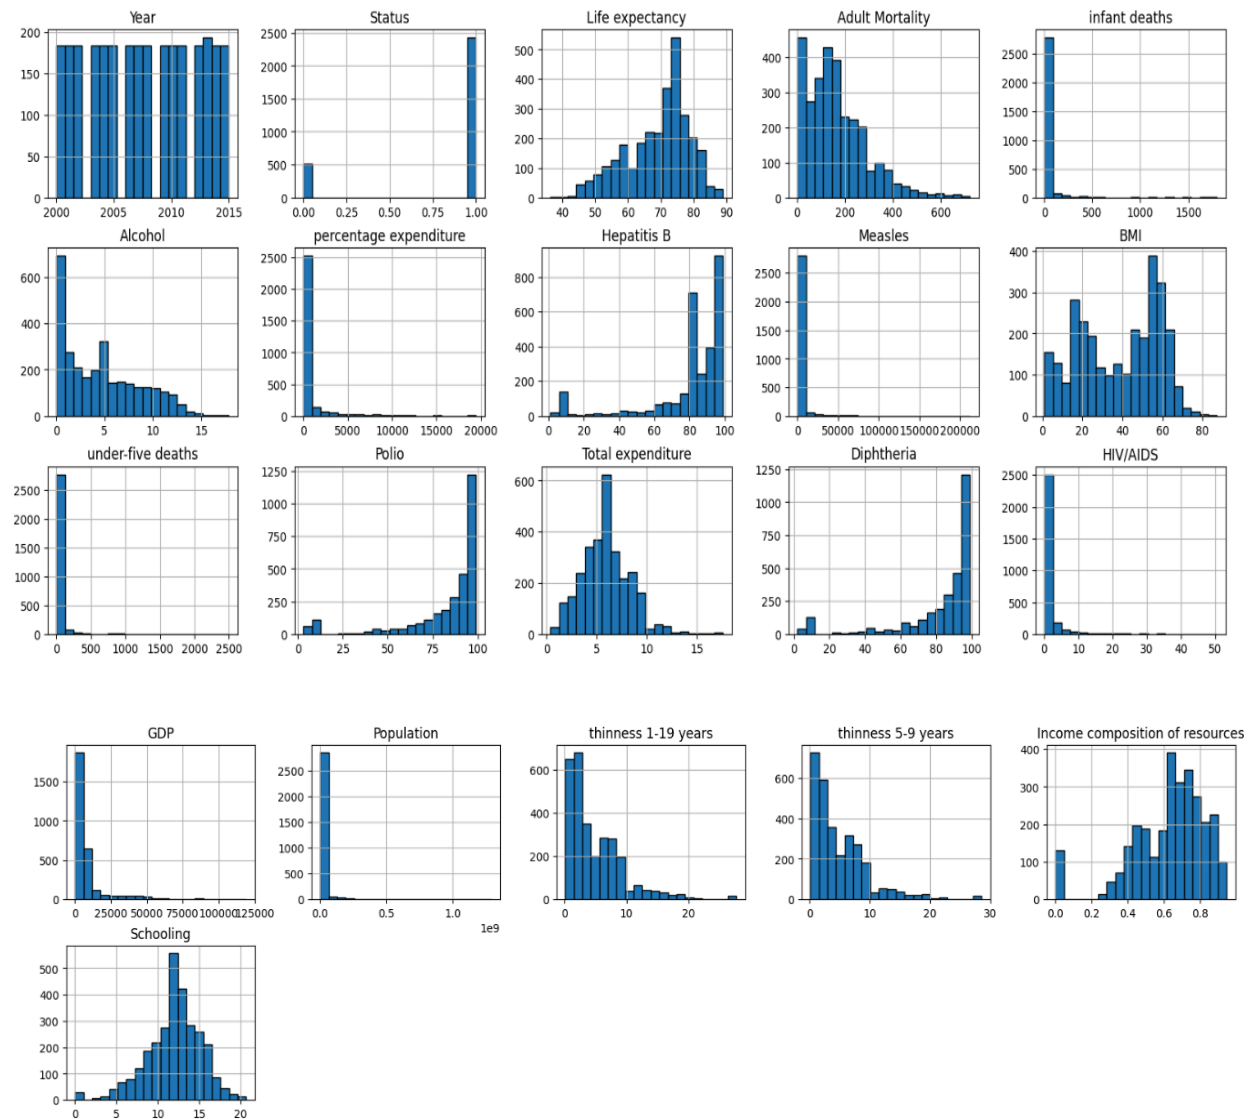 Year
200
150
100
50
0
2000 2005 2010 2015
Status
2500
2000
1500
1000
500
0
0.00 0.25 0.50 0.75 1.00
Life expectancy
500
400
300
200
100
0
40 50 60 70 80 90
Adult Mortality
400
300
200
100
0
0 200 400 600
infant deaths
2500
2000
1500
1000
500
0
0 500 1000 1500
Alcohol
600
400
200
0
0 5 10 15
percentage expenditure
2500
2000
1500
1000
500
0
0 5000 10000 15000 20000
Hepatitis B
800
600
400
200
0
0 20 40 60 80 100
Measles
2500
2000
1500
1000
500
0
0 50000 100000 150000 200000
BMI
400
300
200
100
0
0 20 40 60 80
under-five deaths
2500
2000
1500
1000
500
0
0 500 1000 1500 2000 2500
Polio
1250
1000
750
500
250
0
0 25 50 75 100
Total expenditure
600
400
200
0
5 10 15
Diphtheria
1250
1000
750
500
250
0
0 20 40 60 80 100
HIV/AIDS
2500
2000
1500
1000
500
0
0 10 20 30 40 50
GDP
1500
1000
500
0
0 25000 50000 75000 100000 125000
Population
2500
2000
1500
1000
500
0
0.0 0.5 1.0
1e9
thinness 1-19 years
600
400
200
0
0 10 20
thinness 5-9 years
600
400
200
0
0 10 20 30
Income composition of resources
400
300
200
100
0
0.0 0.2 0.4 0.6 0.8
Schooling
500
400
300
200
100
0
0 5 10 15 20